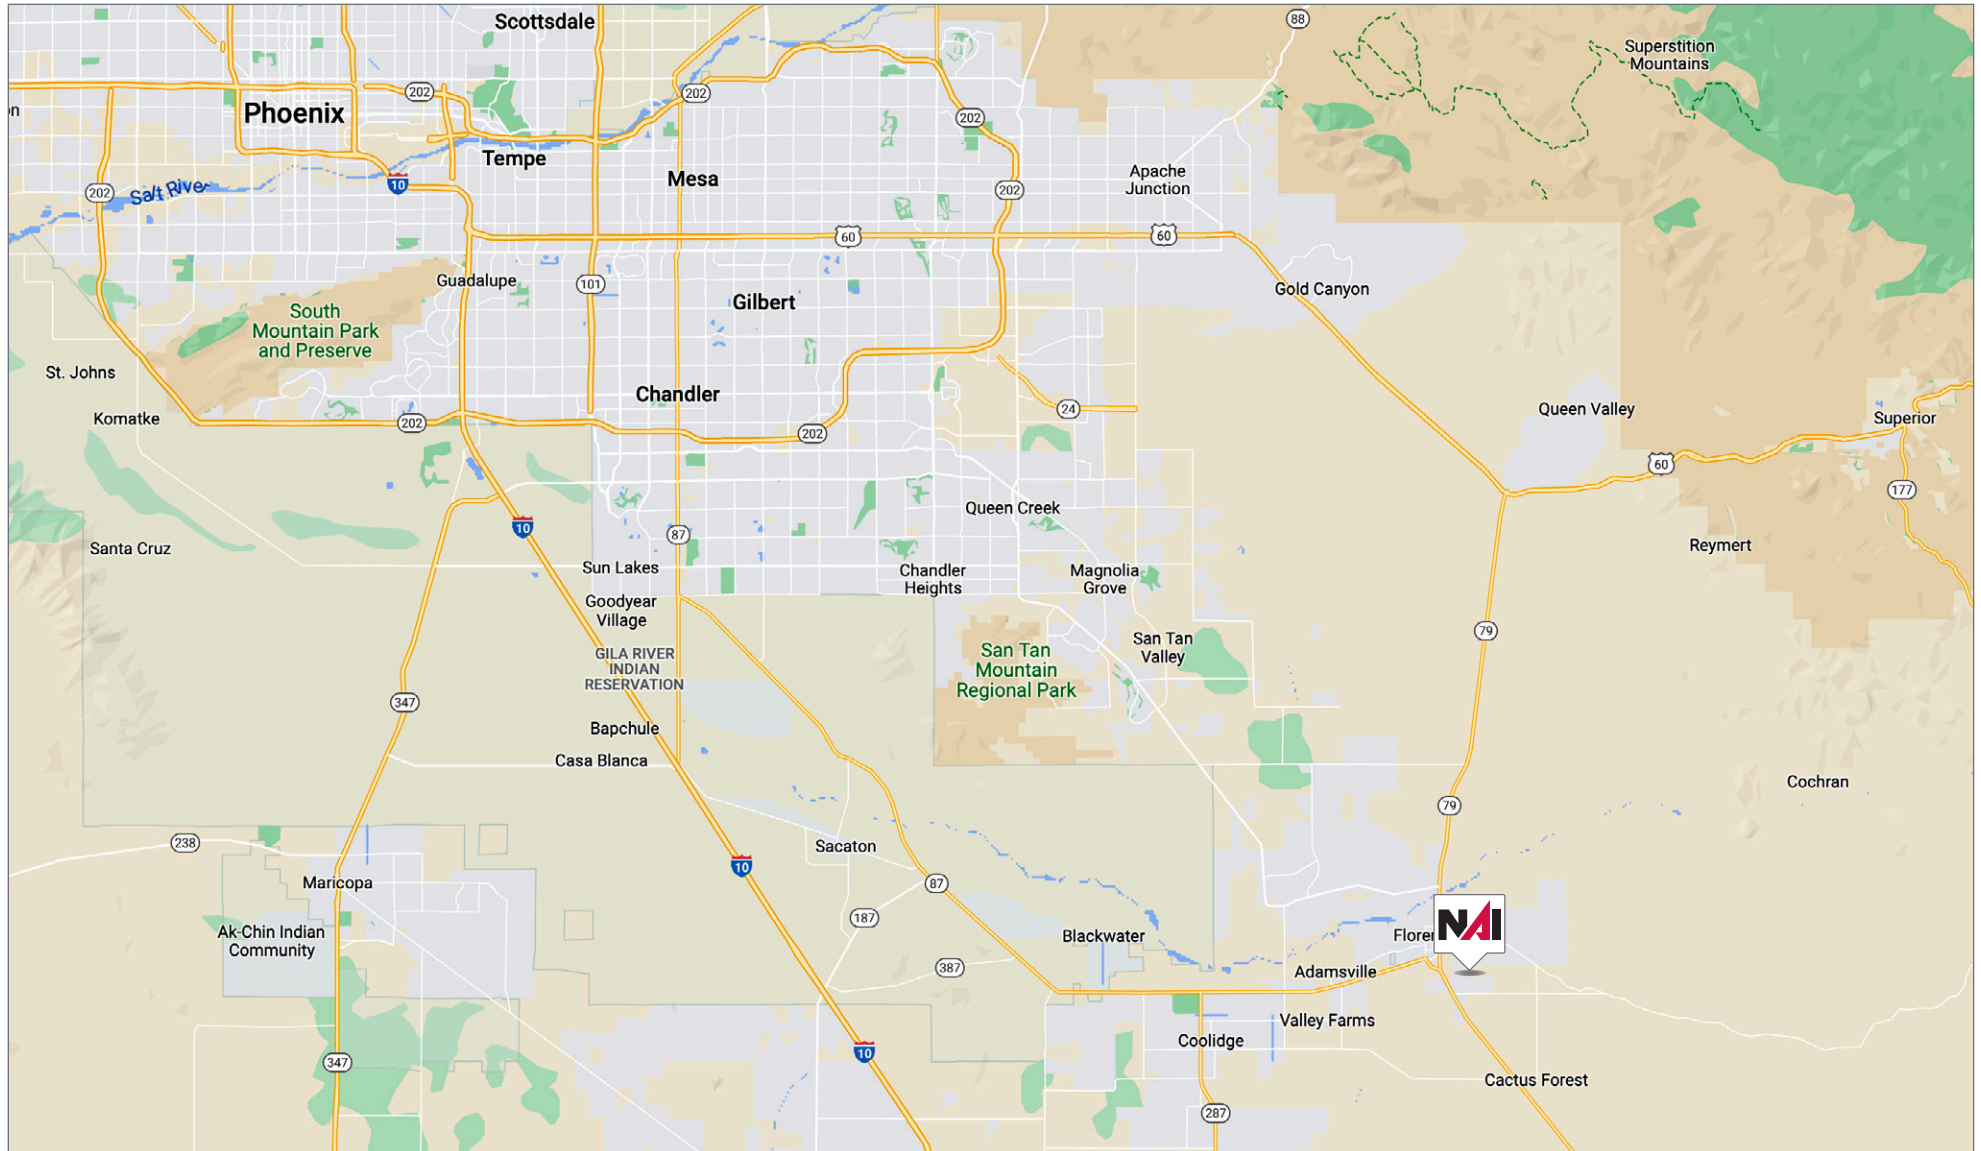 Scottsdale
88
Superstition
Mountains
202
202
Phoenix
202
Tempe
Mesa
Apache
Junction
10
202
Salt River
202
60
60
Guadalupe
101
Gold Canyon
Gilbert
South
Mountain Park
and Preserve
St. Johns
Chandler
24
Queen Valley
Komatke
202
202
Superior
60
177
Queen Creek
10
87
Santa Cruz
Reymert
Sun Lakes
Chandler
Heights
Magnolia
Grove
Goodyear
Village
79
San Tan
Valley
GILA RIVER
INDIAN
RESERVATION
San Tan
Mountain
Regional Park
347
Bapchule
Casa Blanca
Cochran
79
238
Sacaton
10
Maricopa
87
187
NAI
Ak-Chin Indian
Community
Blackwater
Floren
387
Adamsville
Valley Farms
Coolidge
10
347
Cactus Forest
287